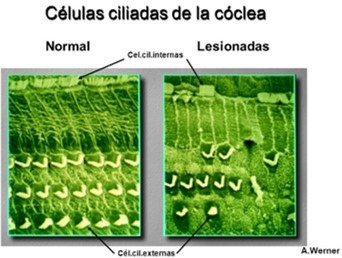 Células ciliadas de la cóclea
Normal
Lesionadas
Cel.cil.internas
Cél.cil.externas
A.Werner